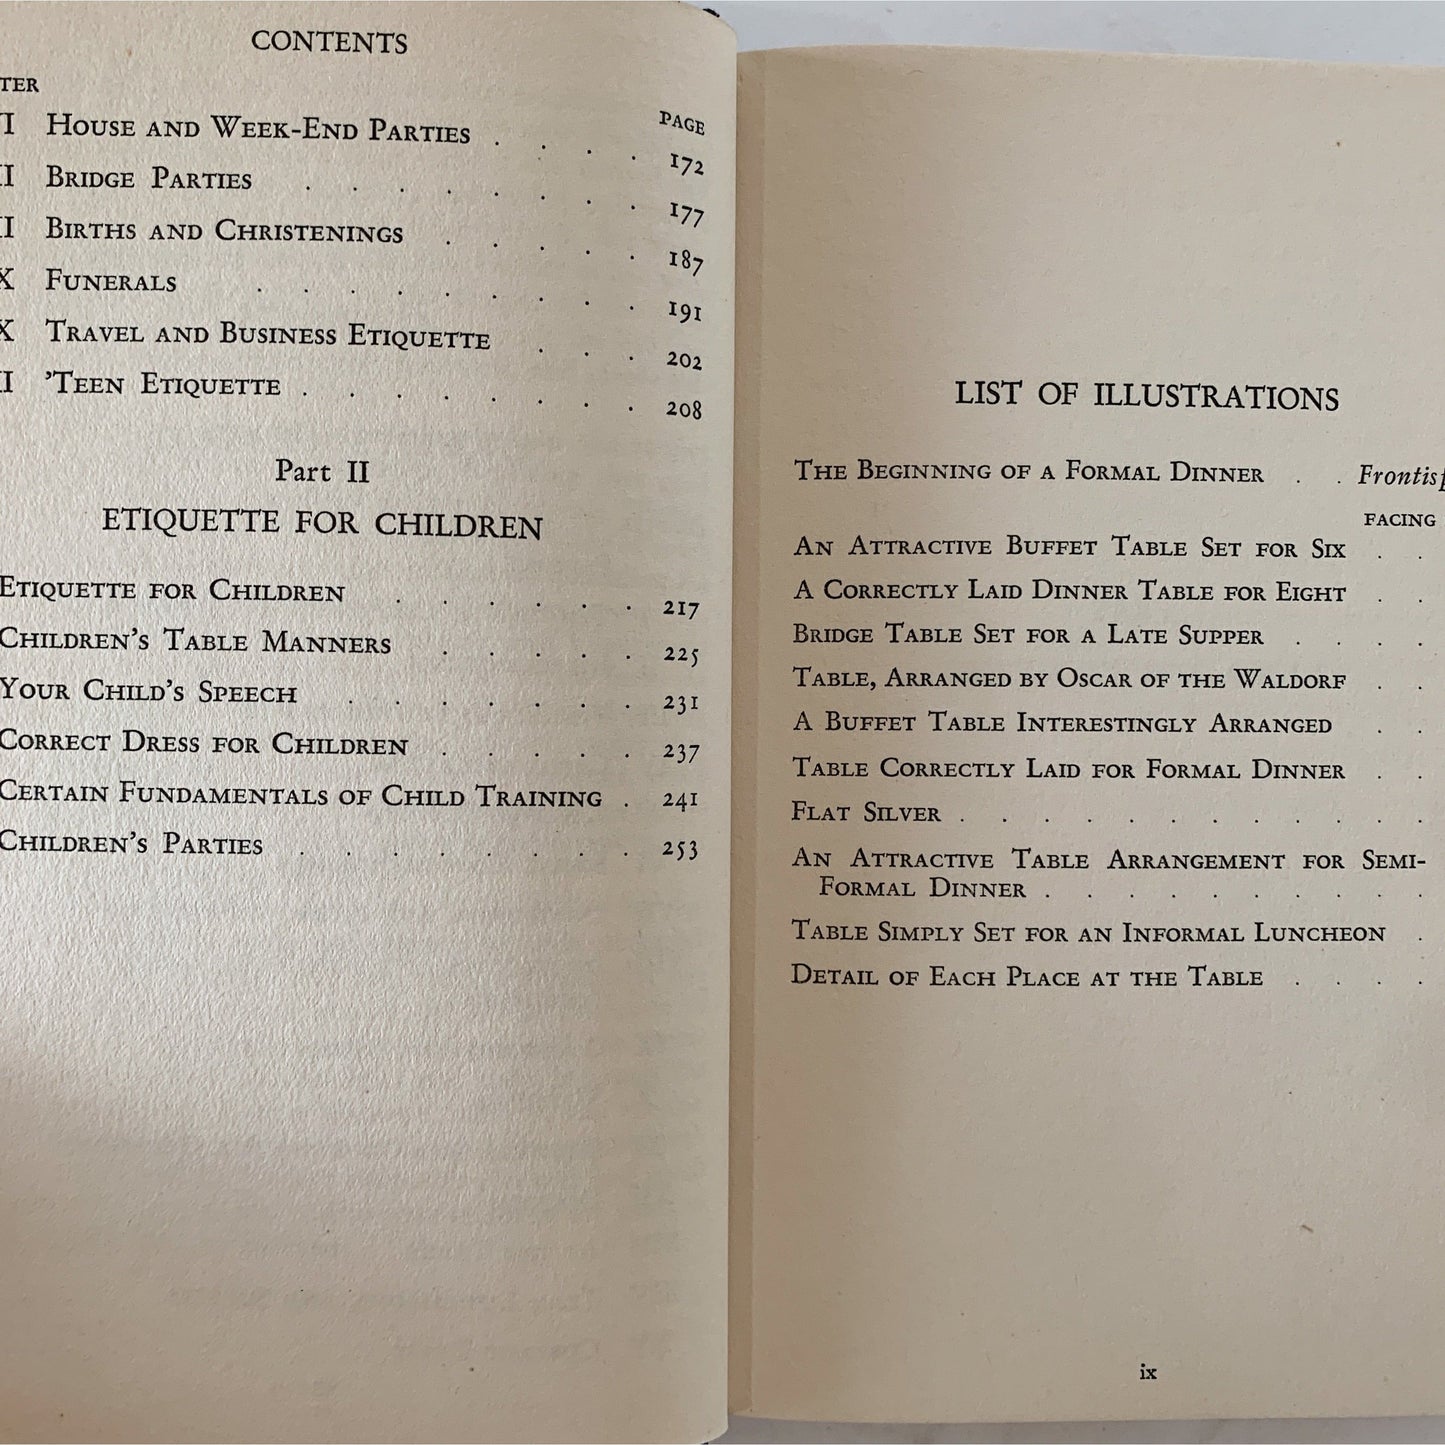 CONTENTS
PAGE
House and Week-End Parties . . . . 172
Bridge Parties . . . . . . . . 177
Births and Christenings . . . . . 187
Funerals . . . . . . . . . 191
Travel and Business Etiquette . . . 202
'Teen Etiquette . . . . . . . . 208
Part II
ETIQUETTE FOR CHILDREN
Etiquette for Children . . . . . . 217
Children's Table Manners . . . . . 225
Your Child's Speech . . . . . . . 231
Correct Dress for Children . . . . . 237
Certain Fundamentals of Child Training . 241
Children's Parties . . . . . . . . 253
LIST OF ILLUSTRATIONS
The Beginning of a Formal Dinner . .
FACING
An Attractive Buffet Table Set for Six . .
A Correctly Laid Dinner Table for Eight . .
Bridge Table Set for a Late Supper . . . .
Table, Arranged by Oscar of the Waldorf . .
A Buffet Table Interestingly Arranged . .
Table Correctly Laid for Formal Dinner . .
Flat Silver . . . . . . . . . . . .
An Attractive Table Arrangement for Semi-
Formal Dinner . . . . . . . . . .
Table Simply Set for an Informal Luncheon .
Detail of Each Place at the Table . . . .
ix